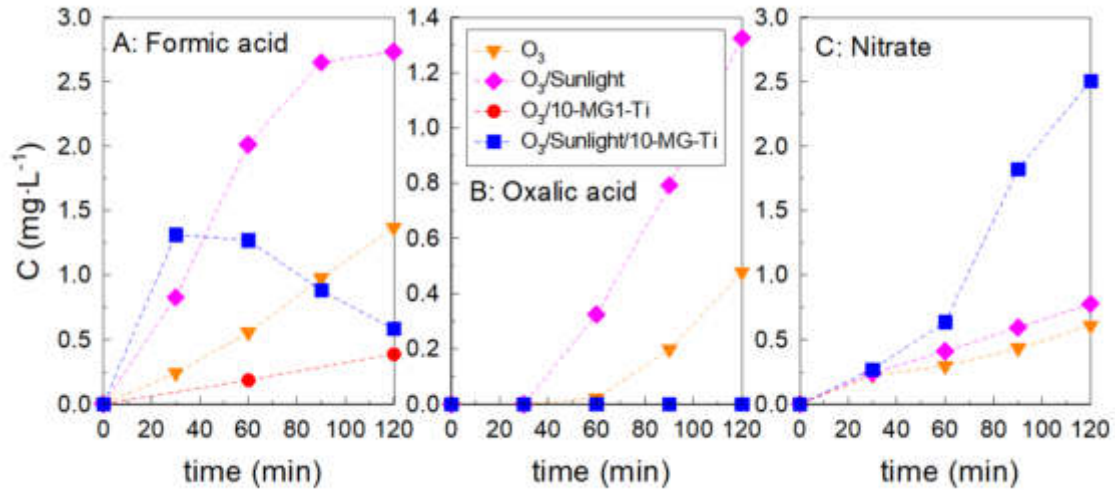 A: Formic acid
3.0
2.5
2.0
1.5
1.0
0.5
0.0
C (mg·L⁻¹)
0 20 40 60 80 100 120
time (min)
1.4
1.2
1.0
0.8
0.6
0.4
0.2
0.0
O₃
O₃/Sunlight
O₃/10-MG1-Ti
O₃/Sunlight/10-MG-Ti
B: Oxalic acid
0 20 40 60 80 100 120
time (min)
C: Nitrate
3.0
2.5
2.0
1.5
1.0
0.5
0.0
0 20 40 60 80 100 120
time (min)